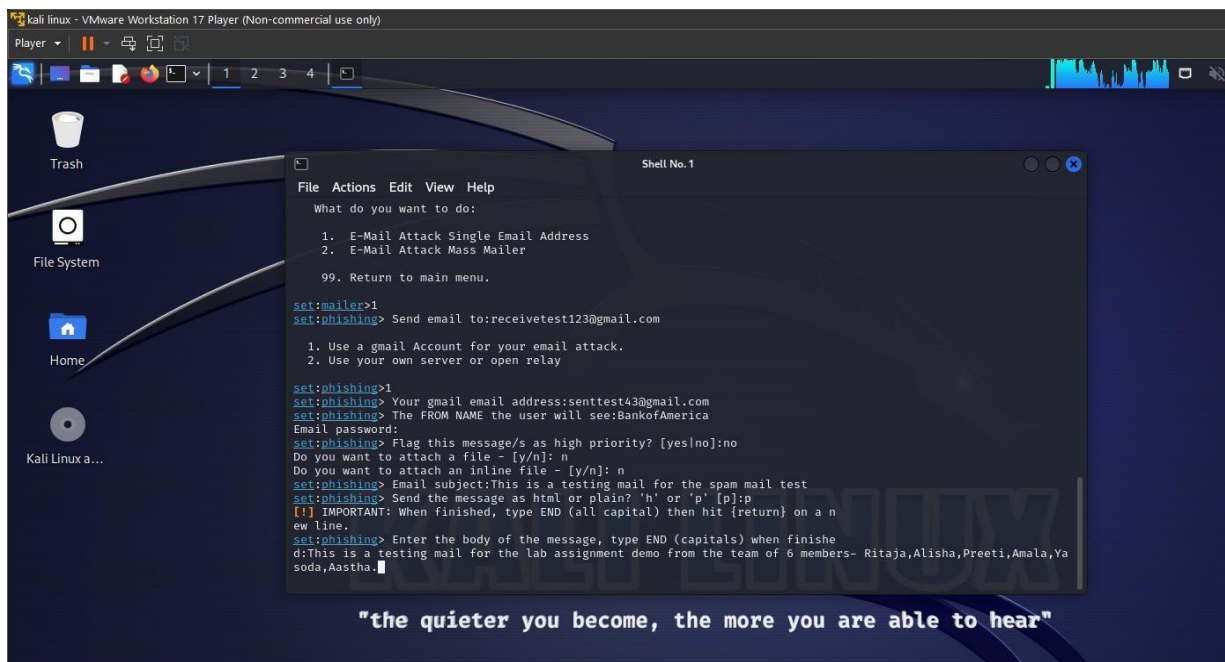 kali linux - VMware Workstation 17 Player (Non-commercial use only)
Player
1 2 3 4
Trash
File System
Home
Kali Linux a...
Shell No. 1
File Actions Edit View Help
What do you want to do:
1. E-Mail Attack Single Email Address
2. E-Mail Attack Mass Mailer
99. Return to main menu.
set:mailer>1
set:phishing> Send email to:receivetest123@gmail.com
1. Use a gmail Account for your email attack.
2. Use your own server or open relay
set:phishing>1
set:phishing> Your gmail email address:senttest43@gmail.com
set:phishing> The FROM NAME the user will see:BankofAmerica
Email password:
set:phishing> Flag this message/s as high priority? [yes|no]:no
Do you want to attach a file - [y/n]: n
Do you want to attach an inline file - [y/n]: n
set:phishing> Email subject:This is a testing mail for the spam mail test
set:phishing> Send the message as html or plain? 'h' or 'p' [p]:p
[!] IMPORTANT: When finished, type END (all capital) then hit {return} on a n
ew line.
set:phishing> Enter the body of the message, type END (capitals) when finishe
d:This is a testing mail for the lab assignment demo from the team of 6 members- Ritaja,Alisha,Preeti,Amala,Ya
soda,Aastha.
KALI LINUX
"the quieter you become, the more you are able to hear"